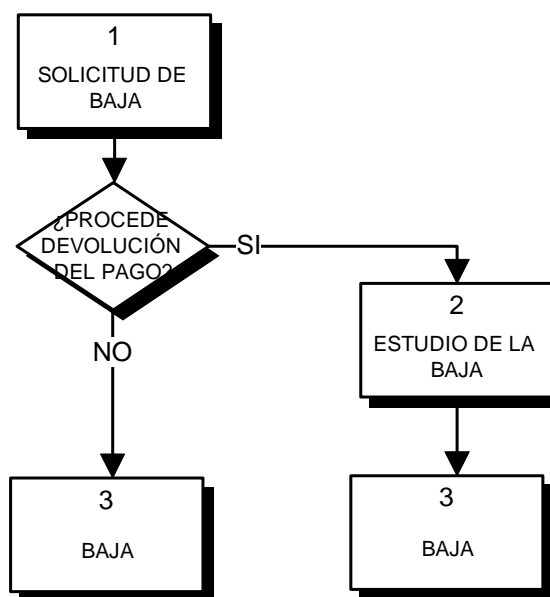 1
SOLICITUD DE
BAJA
¿PROCEDE
DEVOLUCIÓN
DEL PAGO?
SI
2
ESTUDIO DE LA
BAJA
NO
3
BAJA
3
BAJA